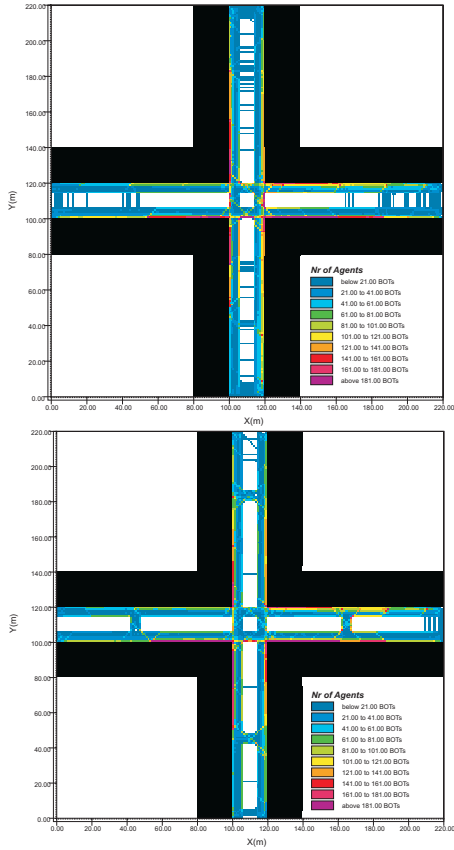 220.00
200.00
180.00
160.00
140.00
120.00
Y(m)
100.00
80.00
60.00
40.00
20.00
0.00
Nr of Agents
below 21.00 BOTs
21.00 to 41.00 BOTs
41.00 to 61.00 BOTs
61.00 to 81.00 BOTs
81.00 to 101.00 BOTs
101.00 to 121.00 BOTs
121.00 to 141.00 BOTs
141.00 to 161.00 BOTs
161.00 to 181.00 BOTs
above 181.00 BOTs
0.00 20.00 40.00 60.00 80.00 100.00 120.00 140.00 160.00 180.00 200.00 220.00
X(m)
220.00
200.00
180.00
160.00
140.00
120.00
Y(m)
100.00
80.00
60.00
40.00
20.00
0.00
Nr of Agents
below 21.00 BOTs
21.00 to 41.00 BOTs
41.00 to 61.00 BOTs
61.00 to 81.00 BOTs
81.00 to 101.00 BOTs
101.00 to 121.00 BOTs
121.00 to 141.00 BOTs
141.00 to 161.00 BOTs
161.00 to 181.00 BOTs
above 181.00 BOTs
0.00 20.00 40.00 60.00 80.00 100.00 120.00 140.00 160.00 180.00 200.00 220.00
X(m)